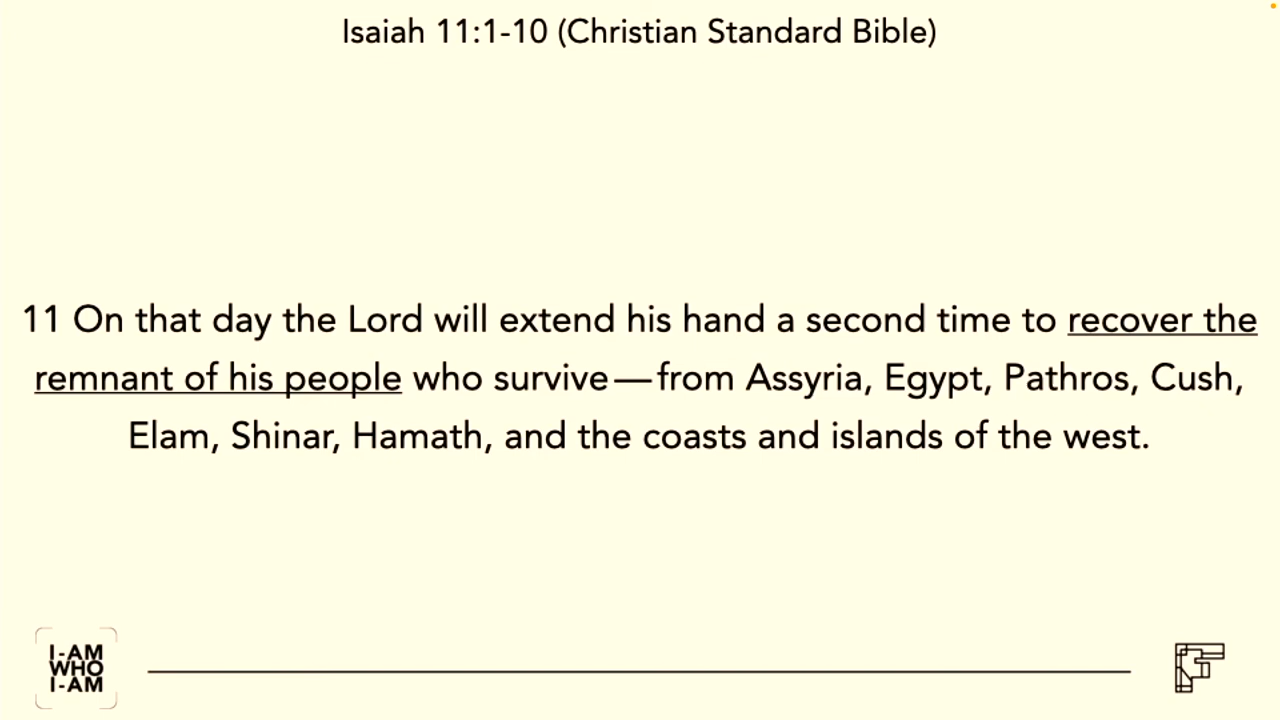 Isaiah 11:1-10 (Christian Standard Bible)
11 On that day the Lord will extend his hand a second time to recover the
remnant of his people who survive—from Assyria, Egypt, Pathros, Cush,
Elam, Shinar, Hamath, and the coasts and islands of the west.
I-AM
WHO
I-AM